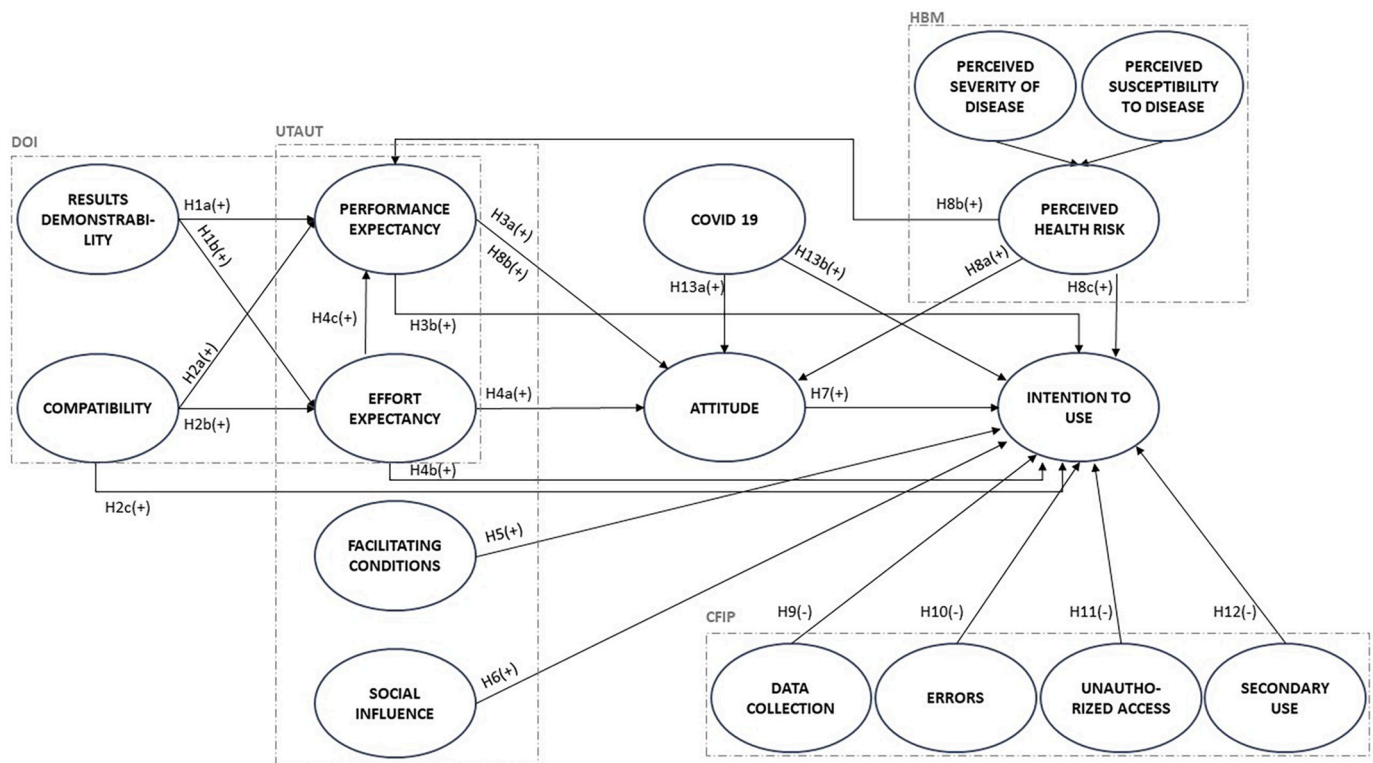 HBM
PERCEIVED
SEVERITY OF
DISEASE
PERCEIVED
SUSCEPTIBILITY
TO DISEASE
DOI
UTAUT
RESULTS
DEMONSTRABI-
LITY
H1a(+)
H1b(+)
PERFORMANCE
EXPECTANCY
H3a(+)
H8b(+)
COVID 19
H13a(+)
H13b(+)
H8b(+)
PERCEIVED
HEALTH RISK
H8a(+)
H8c(+)
H4c(+)
H3b(+)
H2a(+)
COMPATIBILITY
H2b(+)
EFFORT
EXPECTANCY
H4a(+)
ATTITUDE
H7(+)
INTENTION TO
USE
H4b(+)
H2c(+)
FACILITATING
CONDITIONS
H5(+)
SOCIAL
INFLUENCE
H6(+)
CFIP
H9(-)
H10(-)
H11(-)
H12(-)
DATA
COLLECTION
ERRORS
UNAUTHO-
RIZED ACCESS
SECONDARY
USE